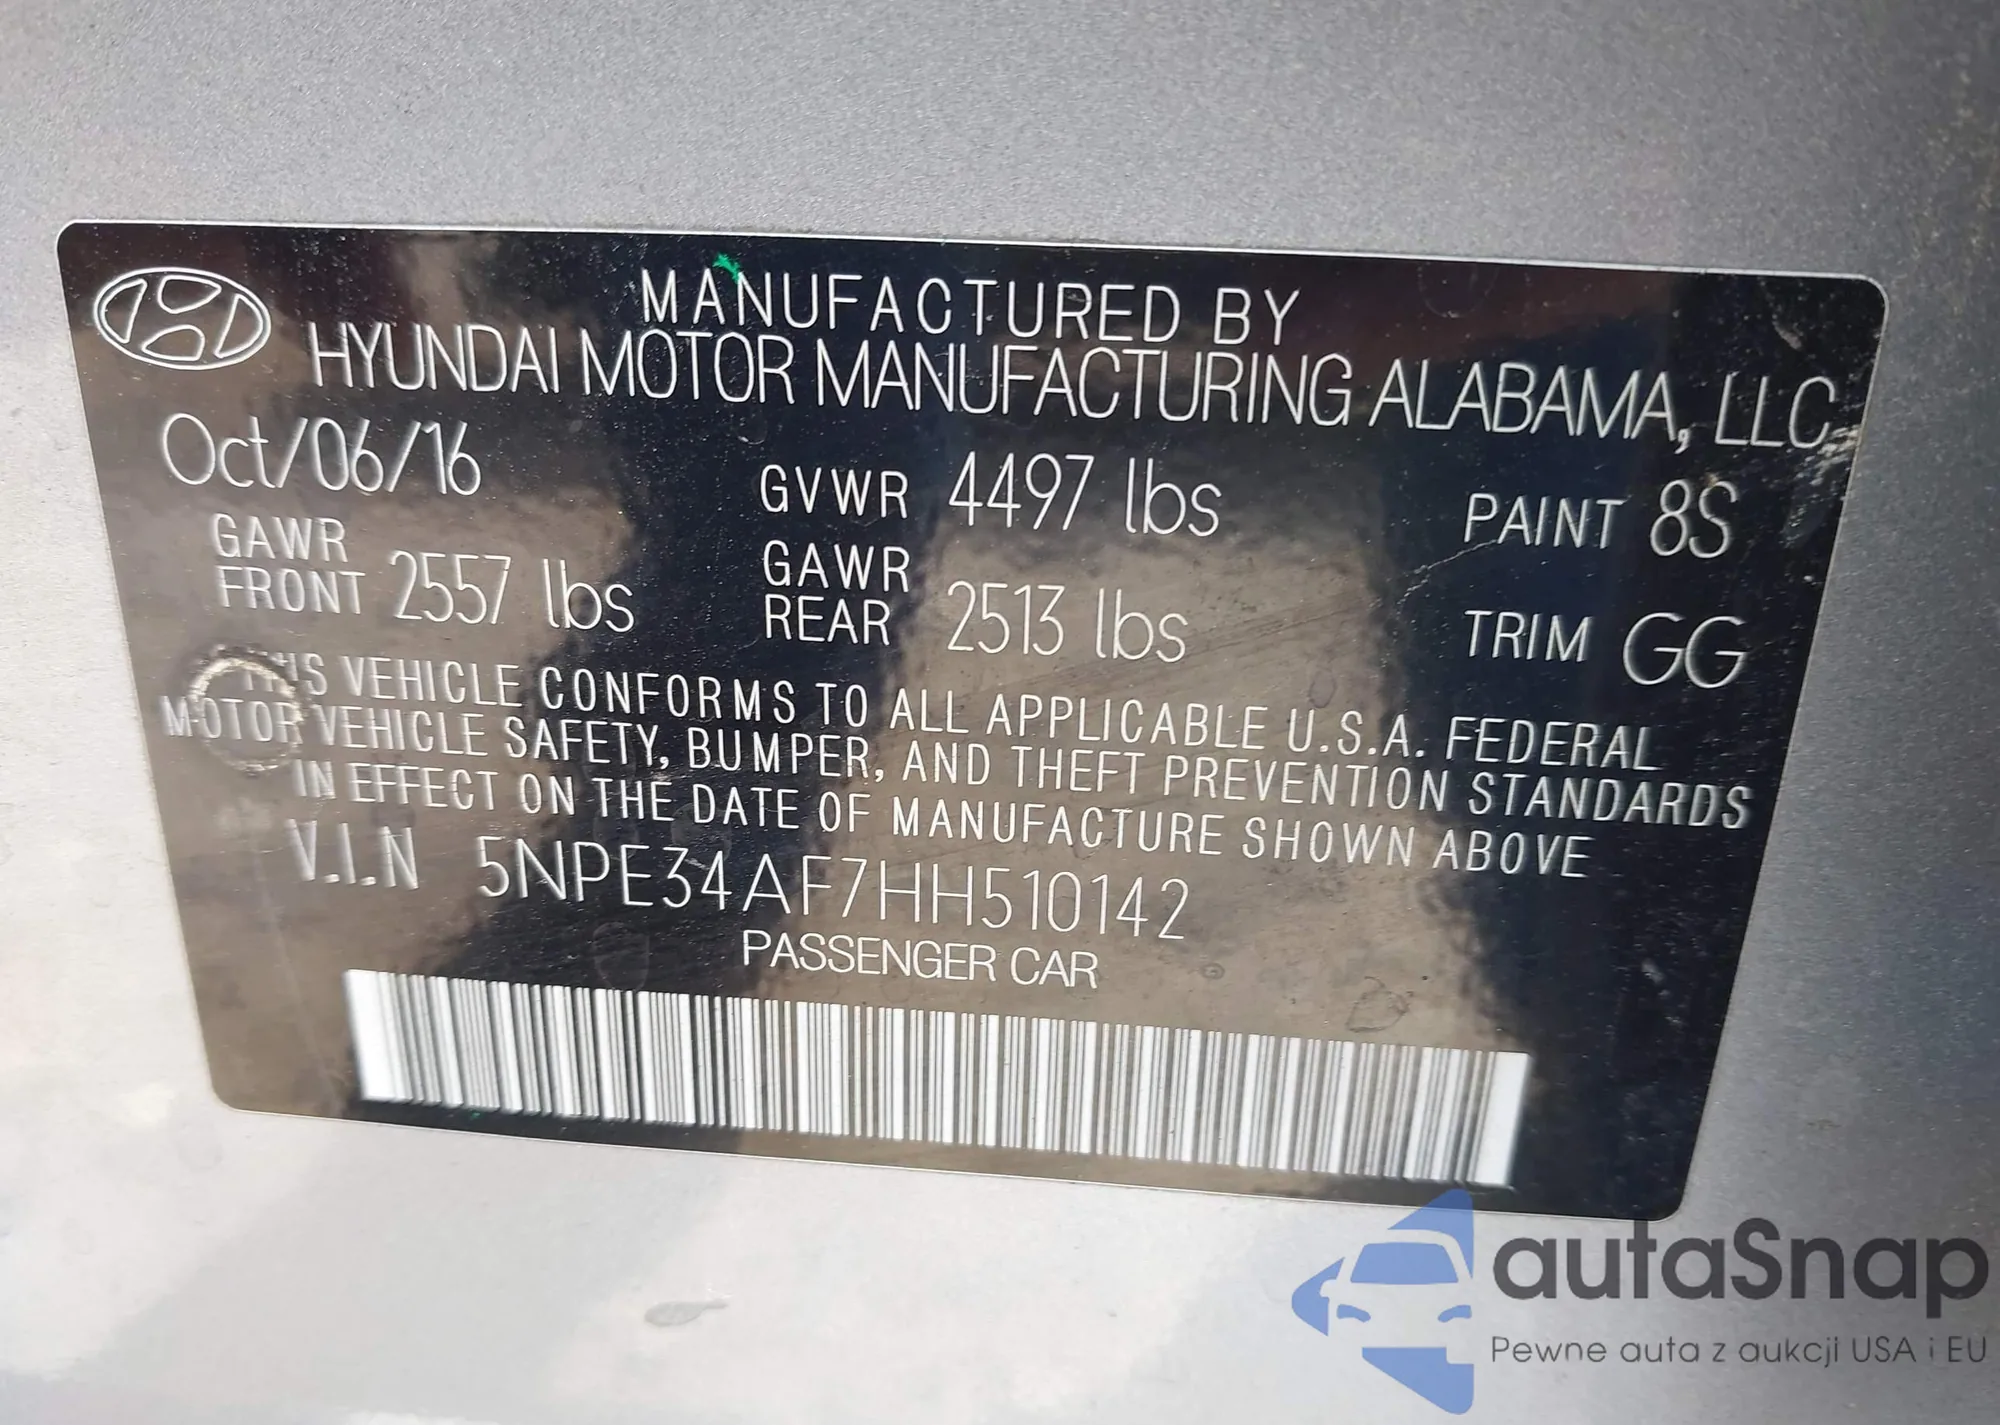 MANUFACTURED BY
HYUNDAI MOTOR MANUFACTURING ALABAMA, LLC
Oct/06/16
GVWR 4497 lbs
PAINT 8S
GAWR FRONT 2557 lbs
GAWR REAR 2513 lbs
TRIM GG
THIS VEHICLE CONFORMS TO ALL APPLICABLE U.S.A. FEDERAL
MOTOR VEHICLE SAFETY, BUMPER, AND THEFT PREVENTION STANDARDS
IN EFFECT ON THE DATE OF MANUFACTURE SHOWN ABOVE
V.I.N 5NPE34AF7HH510142
PASSENGER CAR
autaSnap
Pewne auta z aukcji USA i EU